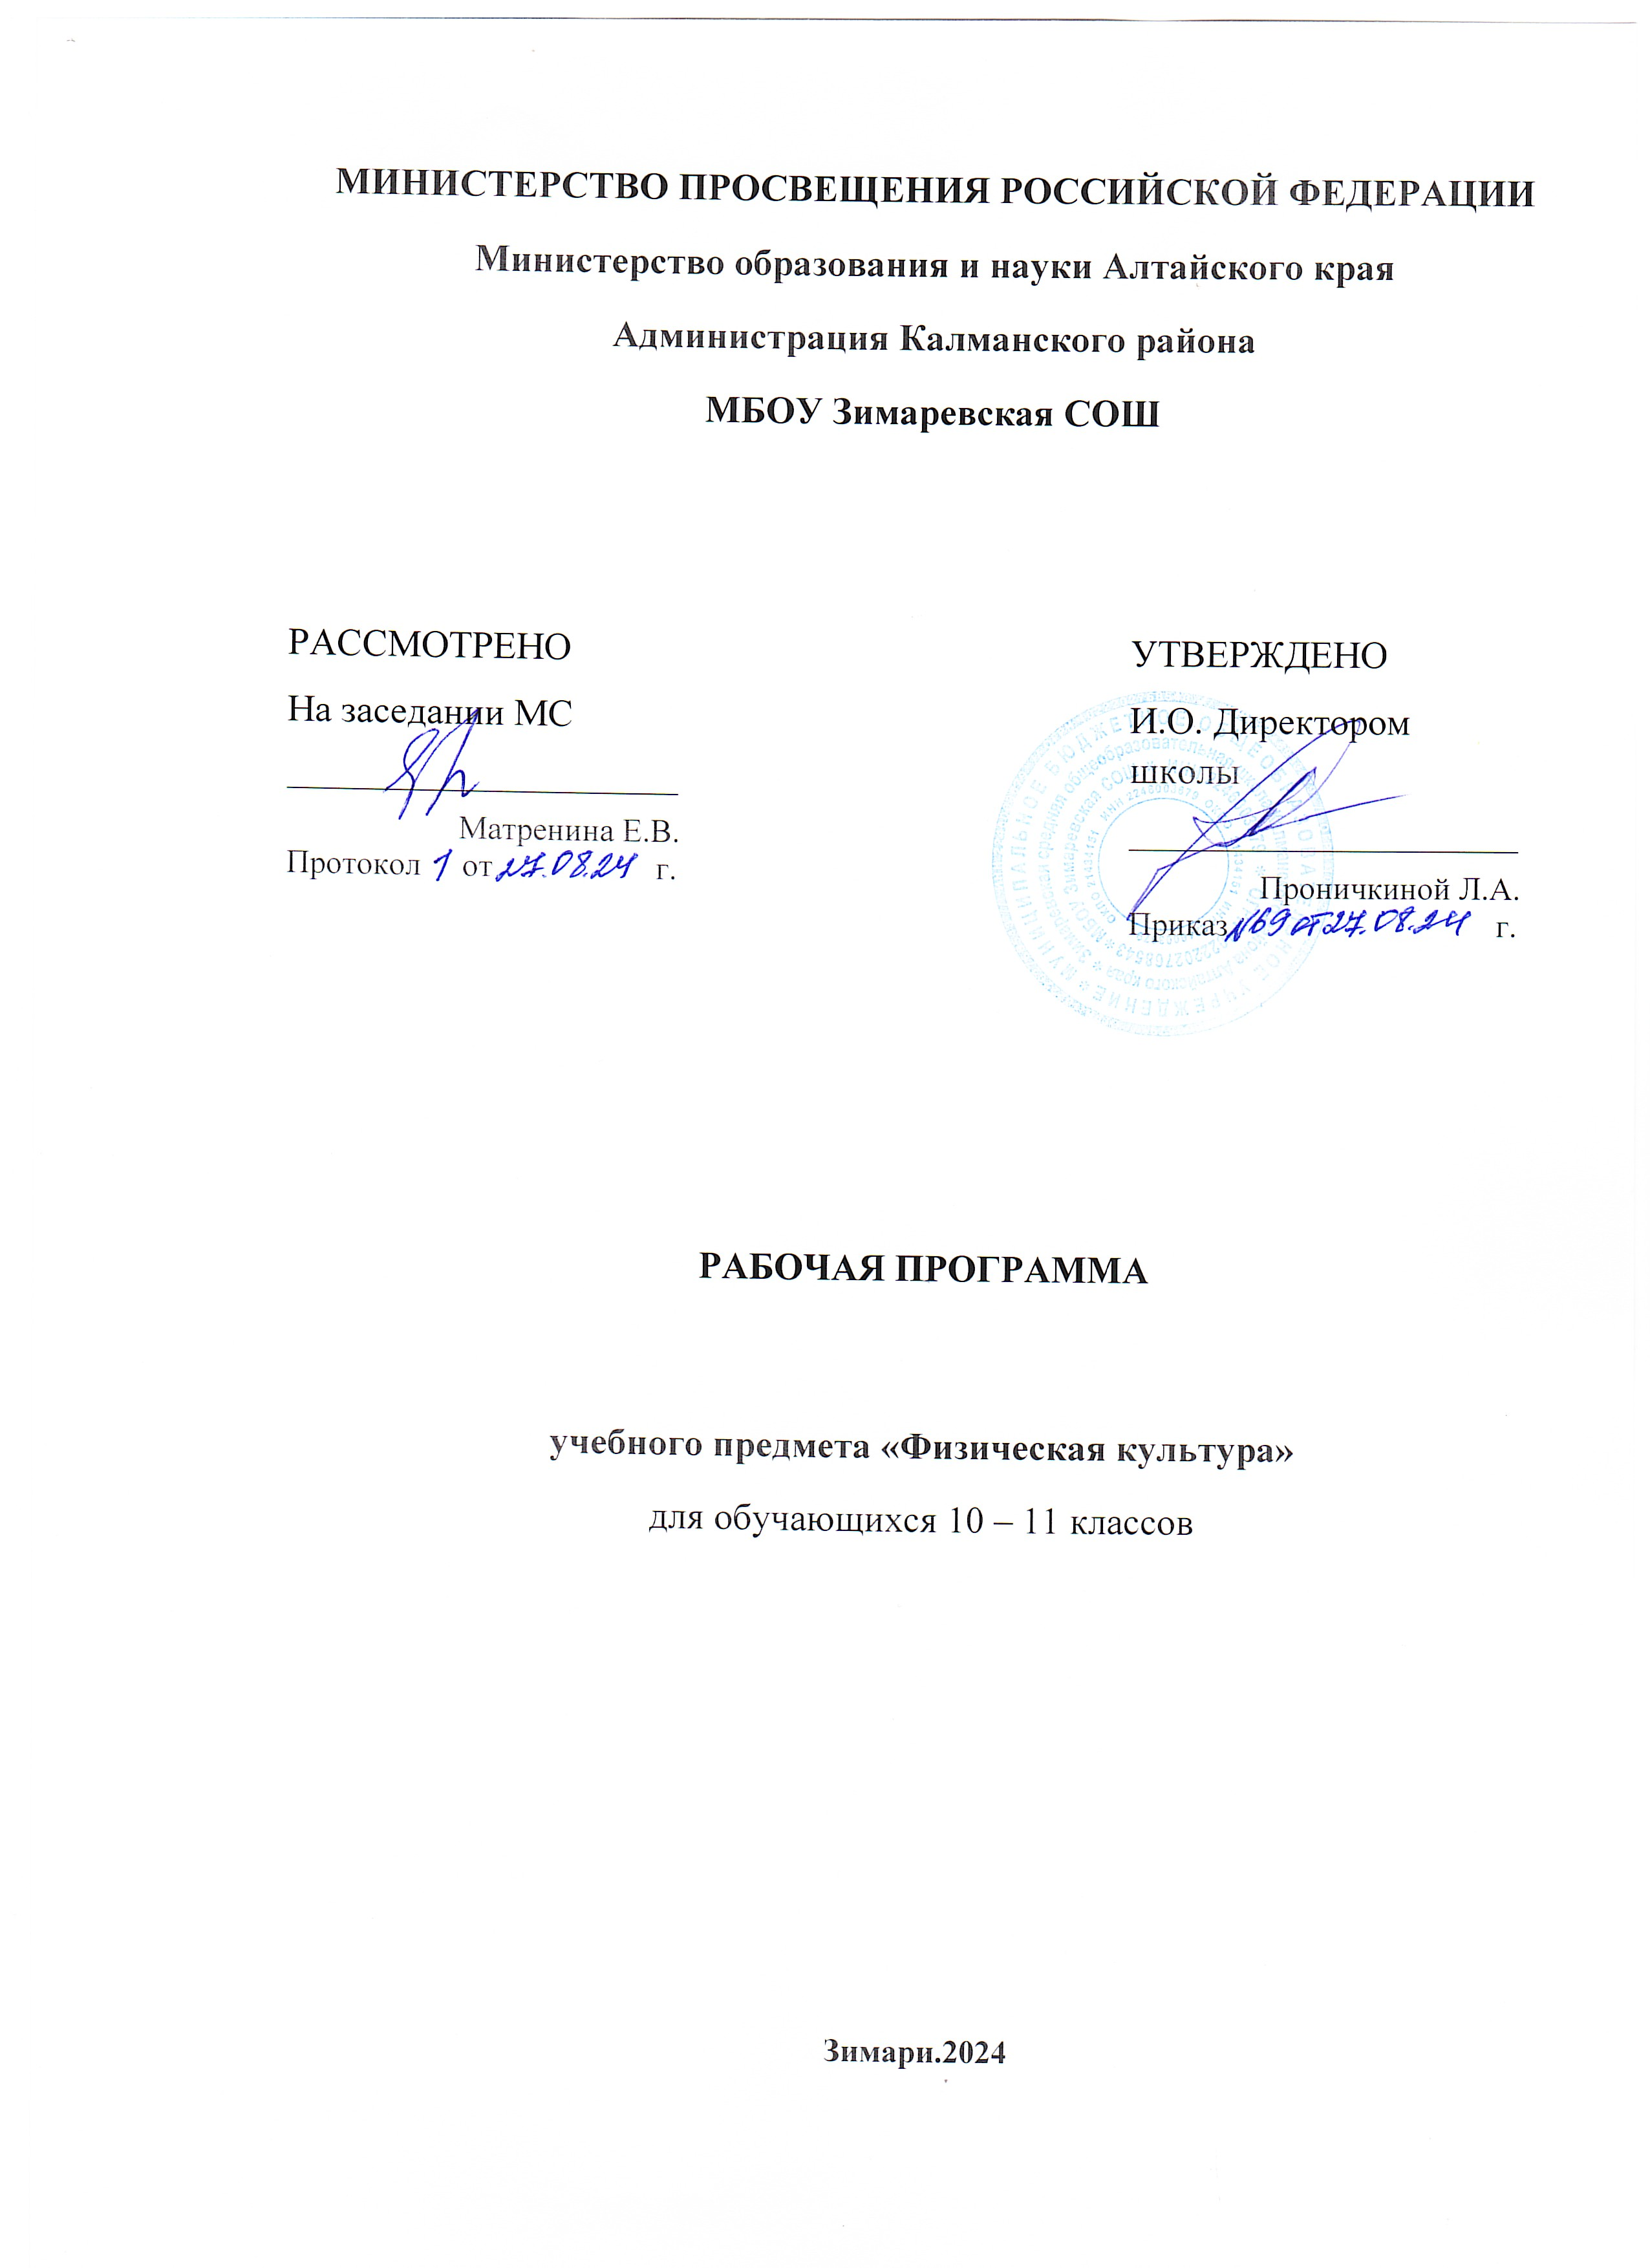 МИНИСТЕРСТВО ПРОСВЕЩЕНИЯ РОССИЙСКОЙ ФЕДЕРАЦИИ
Министерство образования и науки Алтайского края
Администрация Калманского района
МБОУ Зимаревская СОШ
РАССМОТРЕНО
На заседании МС
Матренина Е.В.
Протокол 1 от 27.08.24 г.
УТВЕРЖДЕНО
И.О. Директором
школы
Проничкиной Л.А.
Приказ №69 от 27.08.24 г.
РАБОЧАЯ ПРОГРАММА
учебного предмета «Физическая культура»
для обучающихся 10 – 11 классов
Зимари.2024